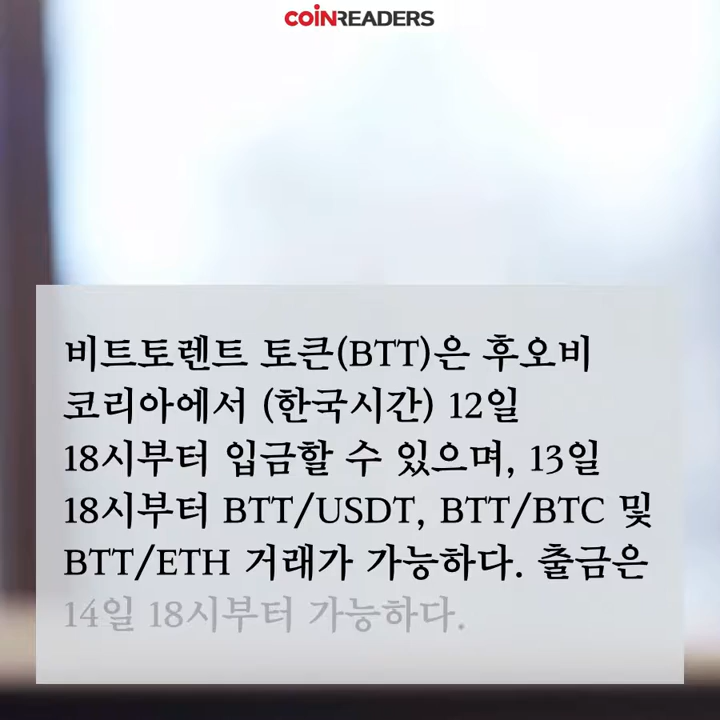 COINREADERS
비트토렌트 토큰(BTT)은 후오비
코리아에서 (한국시간) 12일
18시부터 입금할 수 있으며, 13일
18시부터 BTT/USDT, BTT/BTC 및
BTT/ETH 거래가 가능하다. 출금은
14일 18시부터 가능하다.